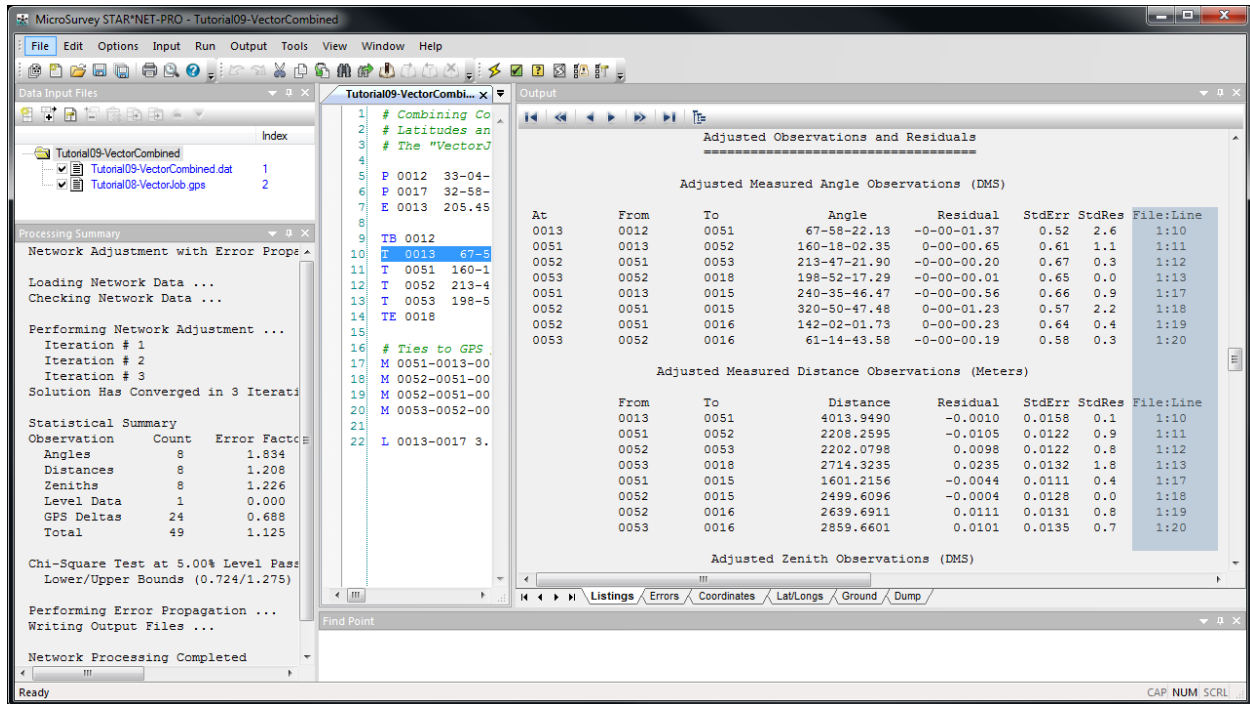 MicroSurvey STAR*NET-PRO - Tutorial09-VectorCombined
File Edit Options Input Run Output Tools View Window Help
Data Input Files
Index
Tutorial09-VectorCombined
Tutorial09-VectorCombined.dat 1
Tutorial08-VectorJob.gps 2
Processing Summary
Network Adjustment with Error Propa
Loading Network Data ...
Checking Network Data ...
Performing Network Adjustment ...
Iteration # 1
Iteration # 2
Iteration # 3
Solution Has Converged in 3 Iterati
Statistical Summary
Observation Count Error Facto
Angles 8 1.834
Distances 8 1.208
Zeniths 8 1.226
Level Data 1 0.000
GPS Deltas 24 0.688
Total 49 1.125
Chi-Square Test at 5.00% Level Pass
Lower/Upper Bounds (0.724/1.275)
Performing Error Propagation ...
Writing Output Files ...
Network Processing Completed
Tutorial09-VectorCombi... x
1 # Combining Co
2 # Latitudes an
3 # The "VectorJ
4
5 P 0012 33-04-
6 P 0017 32-58-
7 E 0013 205.45
8
9 TB 0012
10 T 0013 67-5
11 T 0051 160-1
12 T 0052 213-4
13 T 0053 198-5
14 TE 0018
15
16 # Ties to GPS
17 M 0051-0013-00
18 M 0052-0051-00
19 M 0052-0051-00
20 M 0053-0052-00
21
22 L 0013-0017 3.
Output
Adjusted Observations and Residuals
===================================
Adjusted Measured Angle Observations (DMS)
At From To Angle Residual StdErr StdRes File:Line
0013 0012 0051 67-58-22.13 -0-00-01.37 0.52 2.6 1:10
0051 0013 0052 160-18-02.35 0-00-00.65 0.61 1.1 1:11
0052 0051 0053 213-47-21.90 -0-00-00.20 0.67 0.3 1:12
0053 0052 0018 198-52-17.29 -0-00-00.01 0.65 0.0 1:13
0051 0013 0015 240-35-46.47 -0-00-00.56 0.66 0.9 1:17
0052 0051 0015 320-50-47.48 0-00-01.23 0.57 2.2 1:18
0052 0051 0016 142-02-01.73 0-00-00.23 0.64 0.4 1:19
0053 0052 0016 61-14-43.58 -0-00-00.19 0.58 0.3 1:20
Adjusted Measured Distance Observations (Meters)
From To Distance Residual StdErr StdRes File:Line
0013 0051 4013.9490 -0.0010 0.0158 0.1 1:10
0051 0052 2208.2595 -0.0105 0.0122 0.9 1:11
0052 0053 2202.0798 0.0098 0.0122 0.8 1:12
0053 0018 2714.3235 0.0235 0.0132 1.8 1:13
0051 0015 1601.2156 -0.0044 0.0111 0.4 1:17
0052 0015 2499.6096 -0.0004 0.0128 0.0 1:18
0052 0016 2639.6911 0.0111 0.0131 0.8 1:19
0053 0016 2859.6601 0.0101 0.0135 0.7 1:20
Adjusted Zenith Observations (DMS)
Listings Errors Coordinates Lat/Longs Ground Dump
Find Point
Ready
CAP NUM SCRL